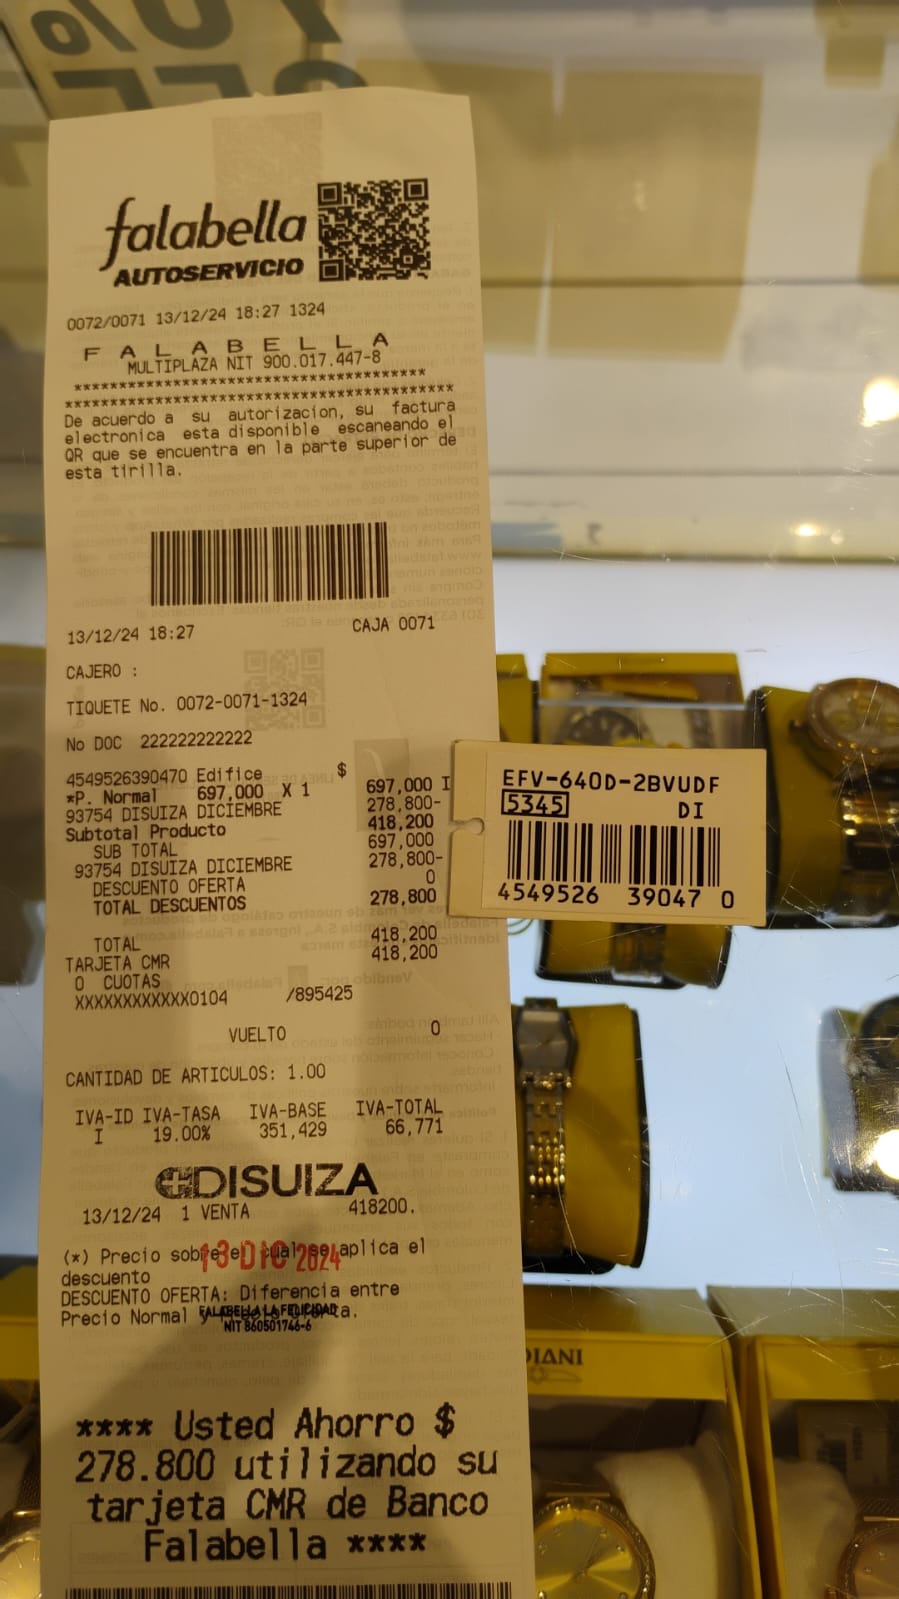 falabella
AUTOSERVICIO
0072/0071 13/12/24 18:27 1324
F A L A B E L L A
MULTIPLAZA NIT 900.017.447-8
**************************************
******************************************
De acuerdo a su autorizacion, su factura
electronica esta disponible escaneando el
QR que se encuentra en la parte superior de
esta tirilla.
13/12/24 18:27 CAJA 0071
CAJERO :
TIQUETE No. 0072-0071-1324
No DOC 222222222222
$
4549526390470 Edifice
*P. Normal 697,000 X 1 697,000 I
93754 DISUIZA DICIEMBRE 278,800-
Subtotal Producto 418,200
SUB TOTAL 697,000
93754 DISUIZA DICIEMBRE 278,800-
DESCUENTO OFERTA 0
TOTAL DESCUENTOS 278,800
TOTAL 418,200
TARJETA CMR 418,200
0 CUOTAS
XXXXXXXXXXXX0104 /895425
VUELTO 0
CANTIDAD DE ARTICULOS: 1.00
IVA-ID IVA-TASA IVA-BASE IVA-TOTAL
I 19.00% 351,429 66,771
DISUIZA
13/12/24 1 VENTA 418200.
(*) Precio sobre el cual se aplica el
descuento
13 DIC 2024
DESCUENTO OFERTA: Diferencia entre
Precio Normal y
FALABELLA LA FELICIDAD
NIT 860501746-6
**** Usted Ahorro $
278.800 utilizando su
tarjeta CMR de Banco
Falabella ****
EFV-640D-2BVUDF
5345 DI
4549526 39047 0
DIANI